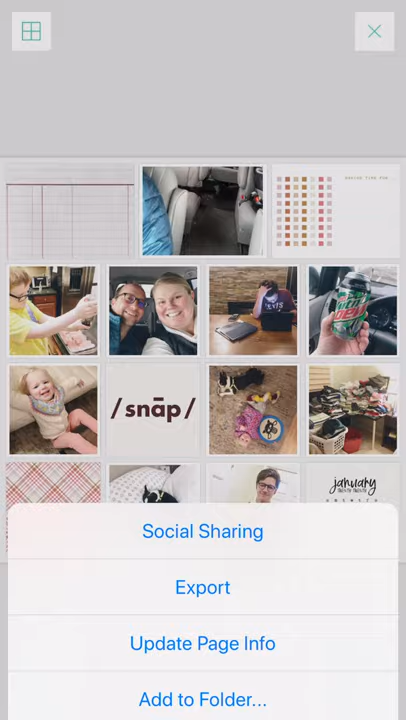 /snāp/
january
Social Sharing
Export
Update Page Info
Add to Folder...